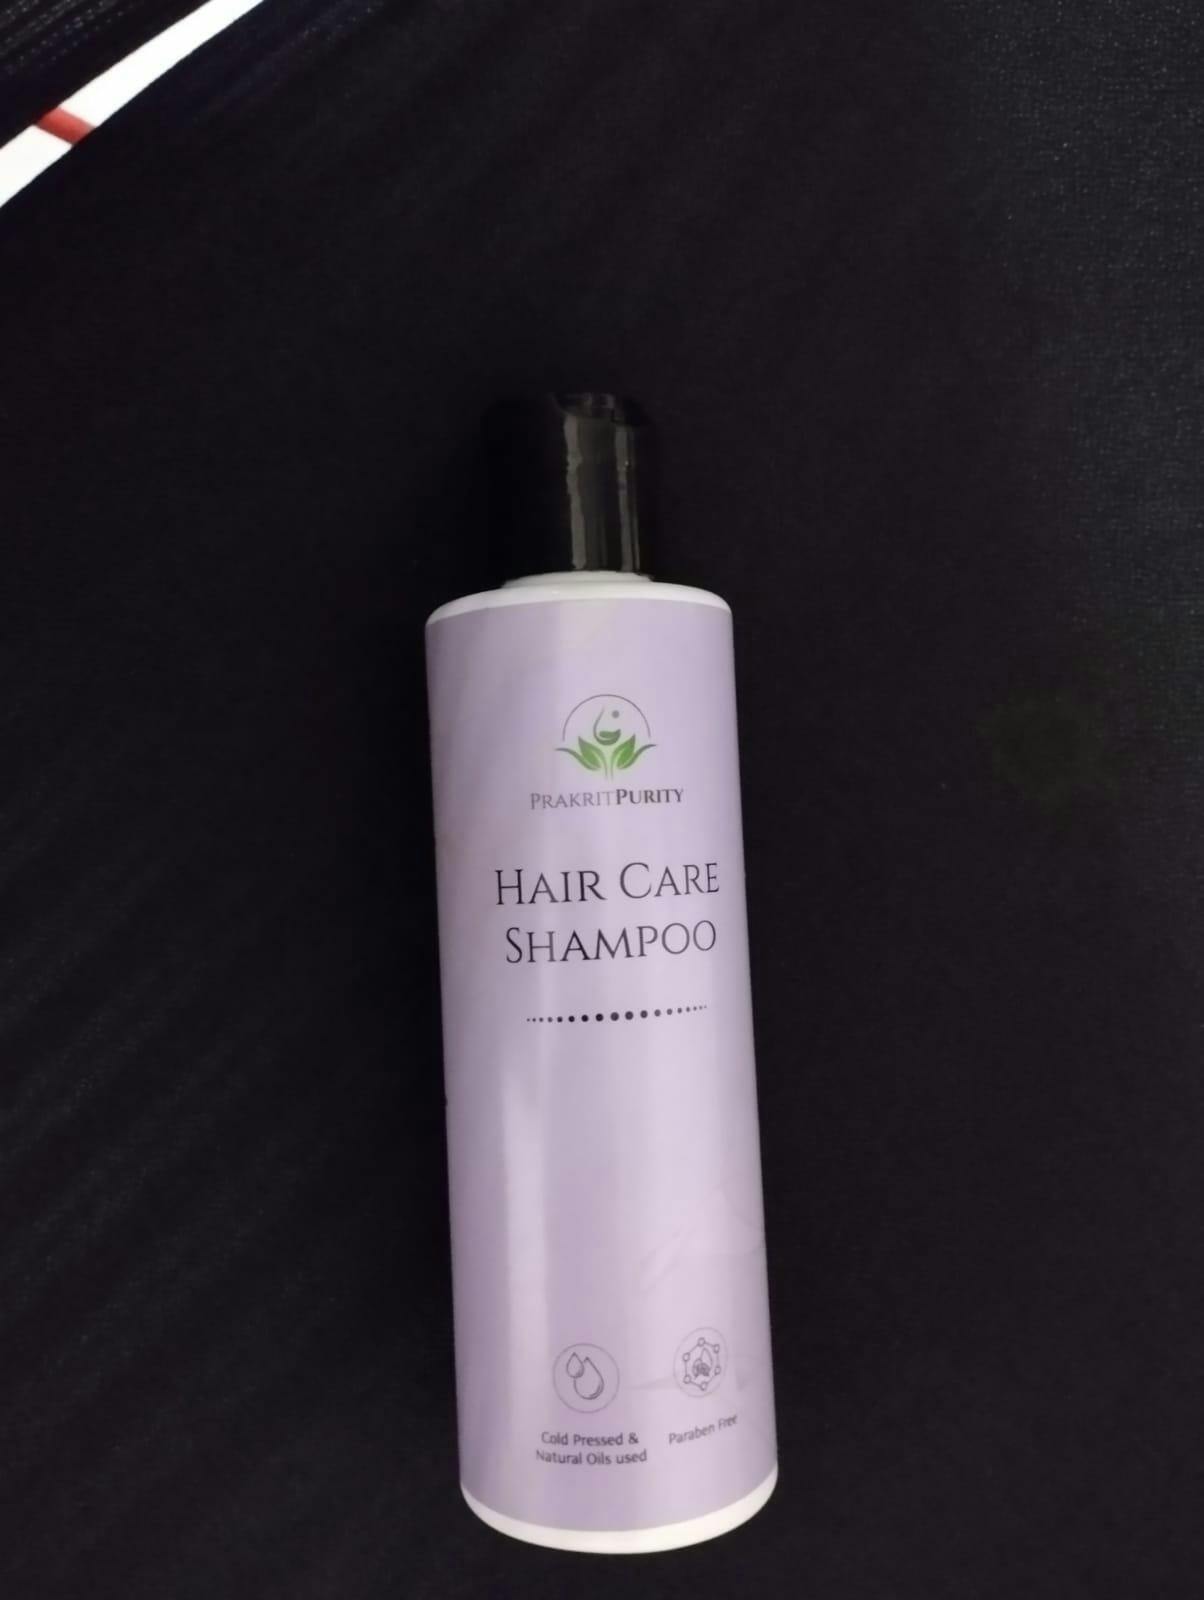 PRAKRITPURITY
HAIR CARE
SHAMPOO
Cold Pressed &
Natural Oils used
Paraben Free